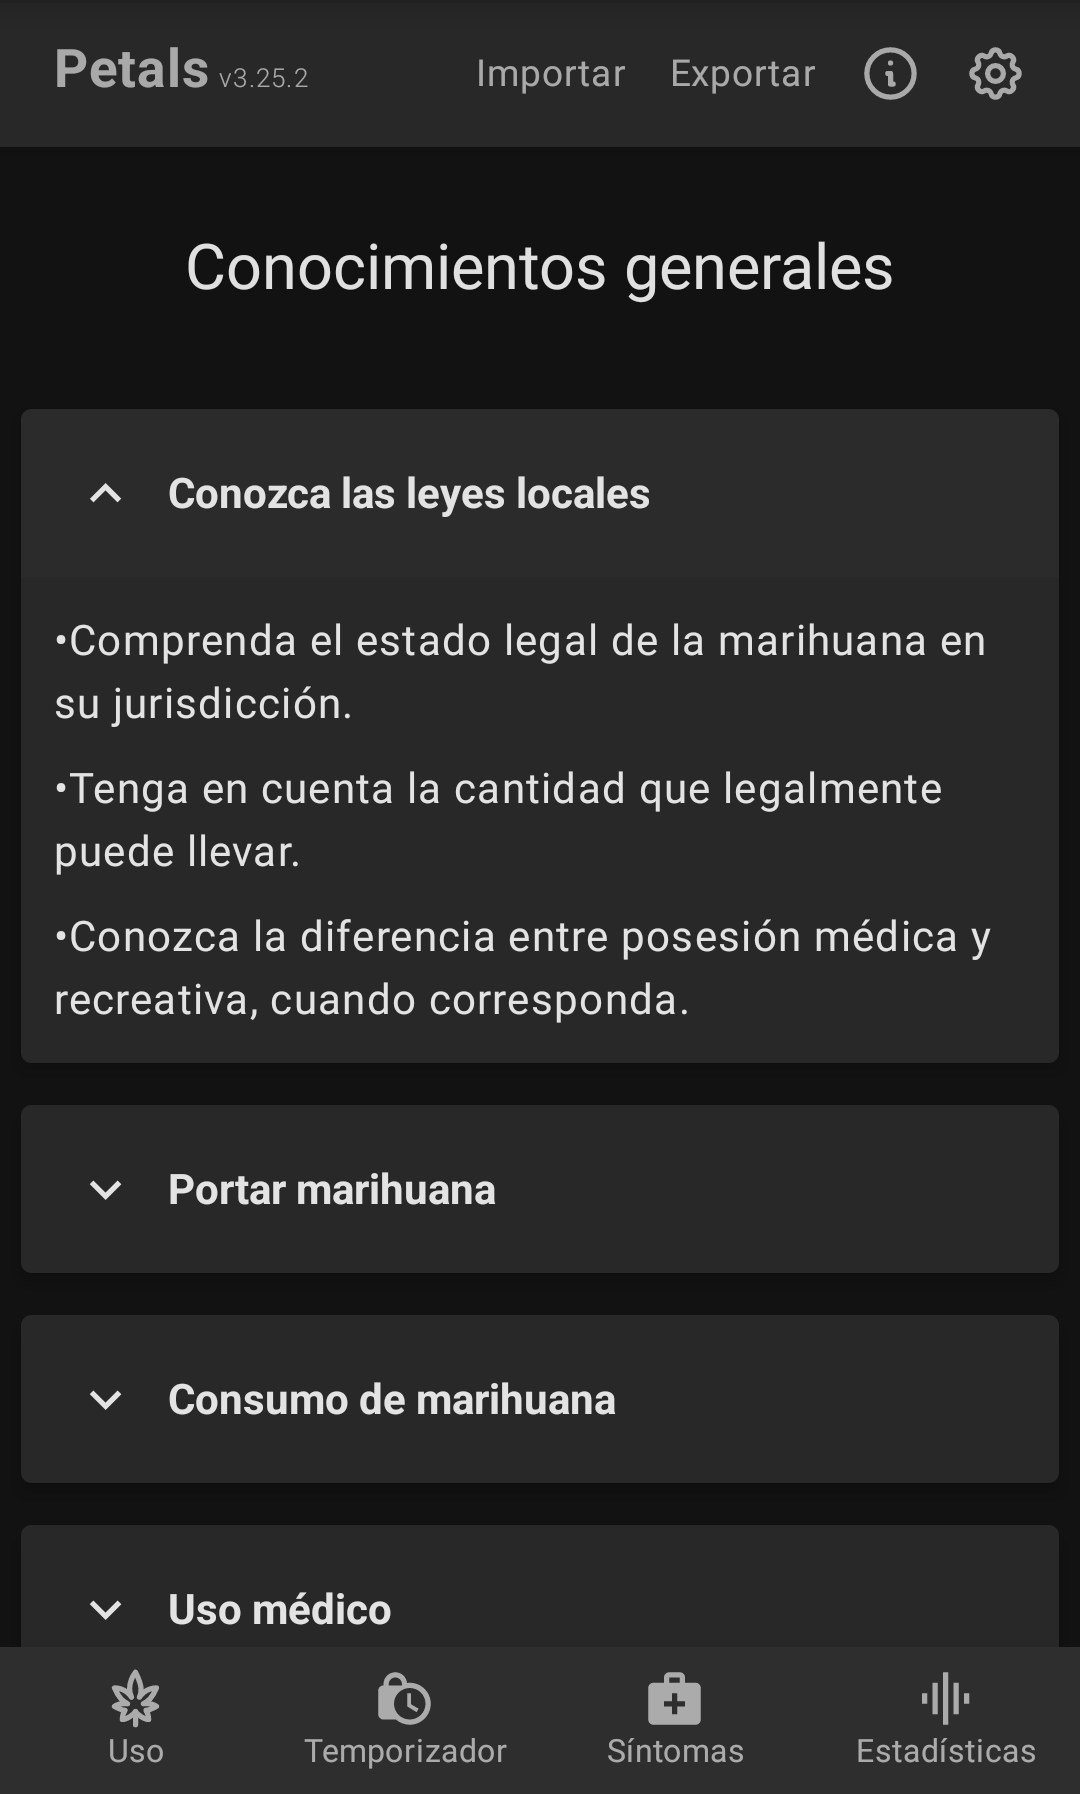 Petals v3.25.2 Importar Exportar
Conocimientos generales
Conozca las leyes locales
•Comprenda el estado legal de la marihuana en
su jurisdicción.
•Tenga en cuenta la cantidad que legalmente
puede llevar.
•Conozca la diferencia entre posesión médica y
recreativa, cuando corresponda.
Portar marihuana
Consumo de marihuana
Uso médico
Uso Temporizador Síntomas Estadísticas